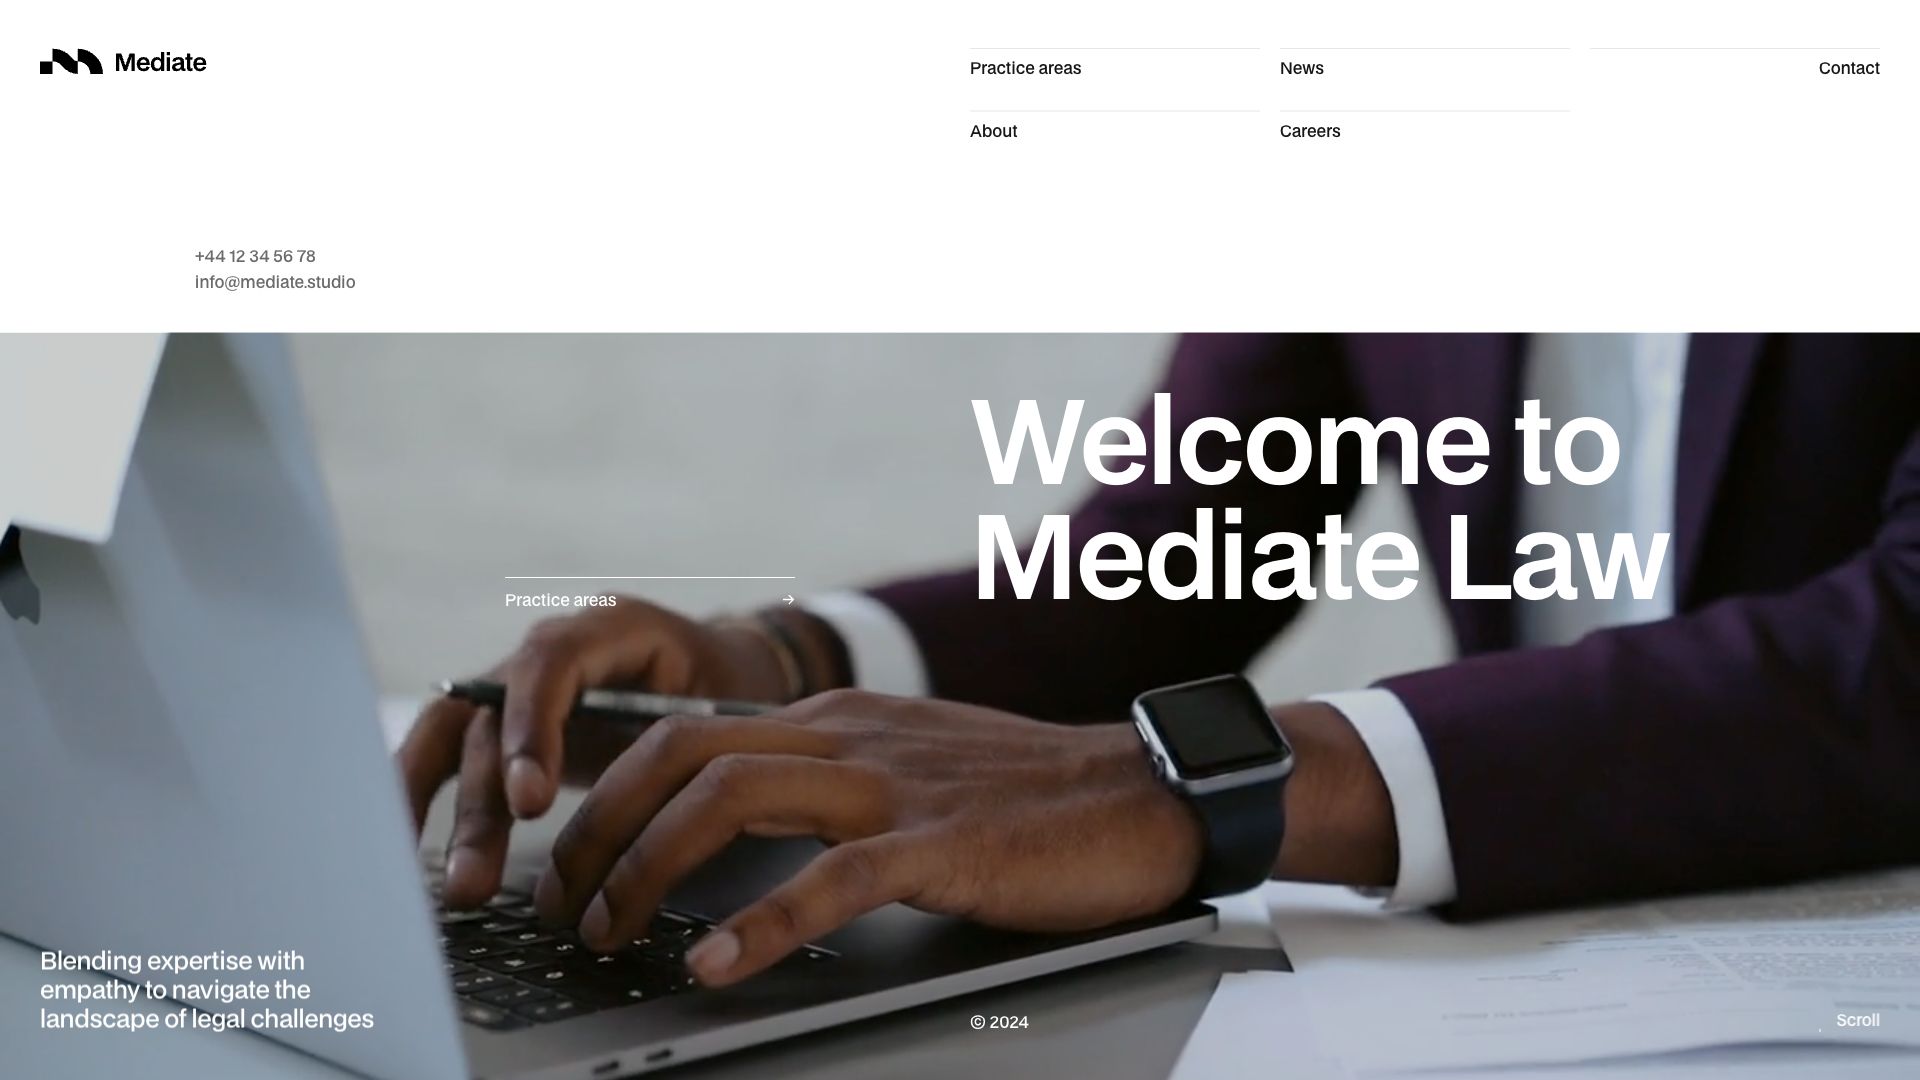 Mediate
Practice areas
News
Contact
About
Careers
+44 12 34 56 78
info@mediate.studio
Welcome to
Mediate Law
Practice areas →
Blending expertise with
empathy to navigate the
landscape of legal challenges
© 2024
Scroll